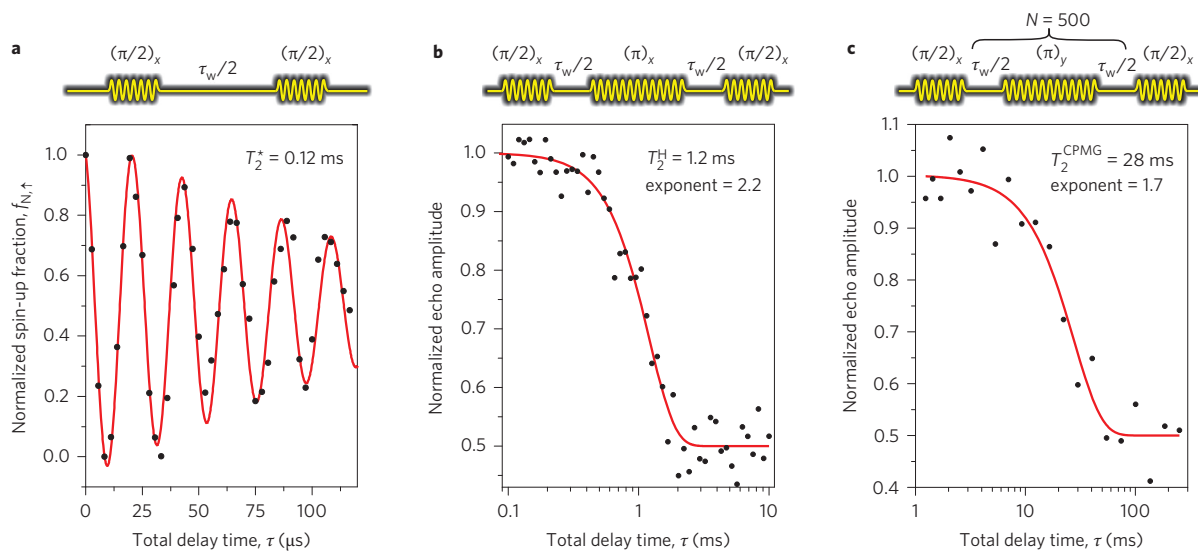 a
(π/2)ₓ
τw/2
(π/2)ₓ
T₂* = 0.12 ms
Normalized spin-up fraction, fN,↑
1.0
0.8
0.6
0.4
0.2
0.0
0
25
50
75
100
Total delay time, τ (μs)
b
(π/2)ₓ
τw/2
(π)ₓ
τw/2
(π/2)ₓ
T₂ᴴ = 1.2 ms
exponent = 2.2
Normalized echo amplitude
1.0
0.9
0.8
0.7
0.6
0.5
0.1
1
10
Total delay time, τ (ms)
c
N = 500
(π/2)ₓ
τw/2
(π)y
τw/2
(π/2)ₓ
T₂CPMG = 28 ms
exponent = 1.7
Normalized echo amplitude
1.1
1.0
0.9
0.8
0.7
0.6
0.5
0.4
1
10
100
Total delay time, τ (ms)